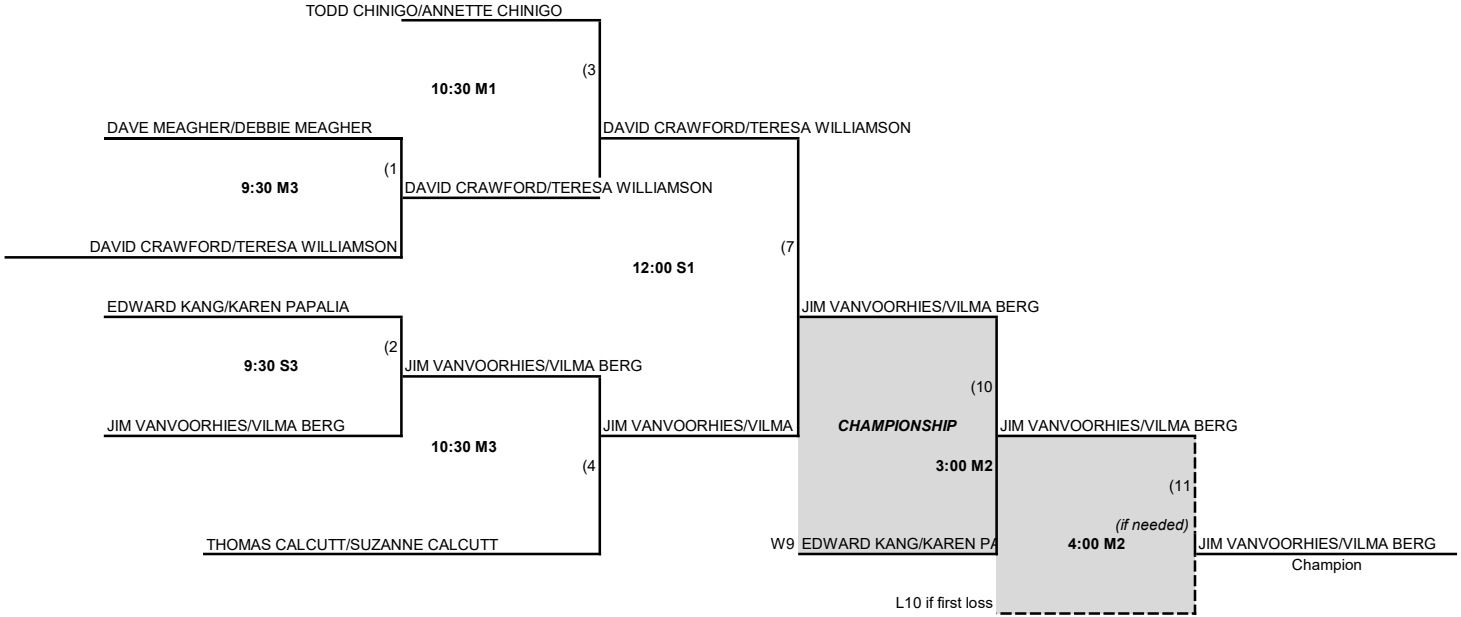 TODD CHINIGO/ANNETTE CHINIGO
(3
10:30 M1
DAVE MEAGHER/DEBBIE MEAGHER
DAVID CRAWFORD/TERESA WILLIAMSON
(1
9:30 M3
DAVID CRAWFORD/TERESA WILLIAMSON
DAVID CRAWFORD/TERESA WILLIAMSON
(7
12:00 S1
EDWARD KANG/KAREN PAPALIA
JIM VANVOORHIES/VILMA BERG
(2
9:30 S3
JIM VANVOORHIES/VILMA BERG
(10
JIM VANVOORHIES/VILMA BERG
JIM VANVOORHIES/VILMA
CHAMPIONSHIP
JIM VANVOORHIES/VILMA BERG
10:30 M3
(4
3:00 M2
(11
(if needed)
THOMAS CALCUTT/SUZANNE CALCUTT
W9 EDWARD KANG/KAREN PA
4:00 M2
JIM VANVOORHIES/VILMA BERG
Champion
L10 if first loss